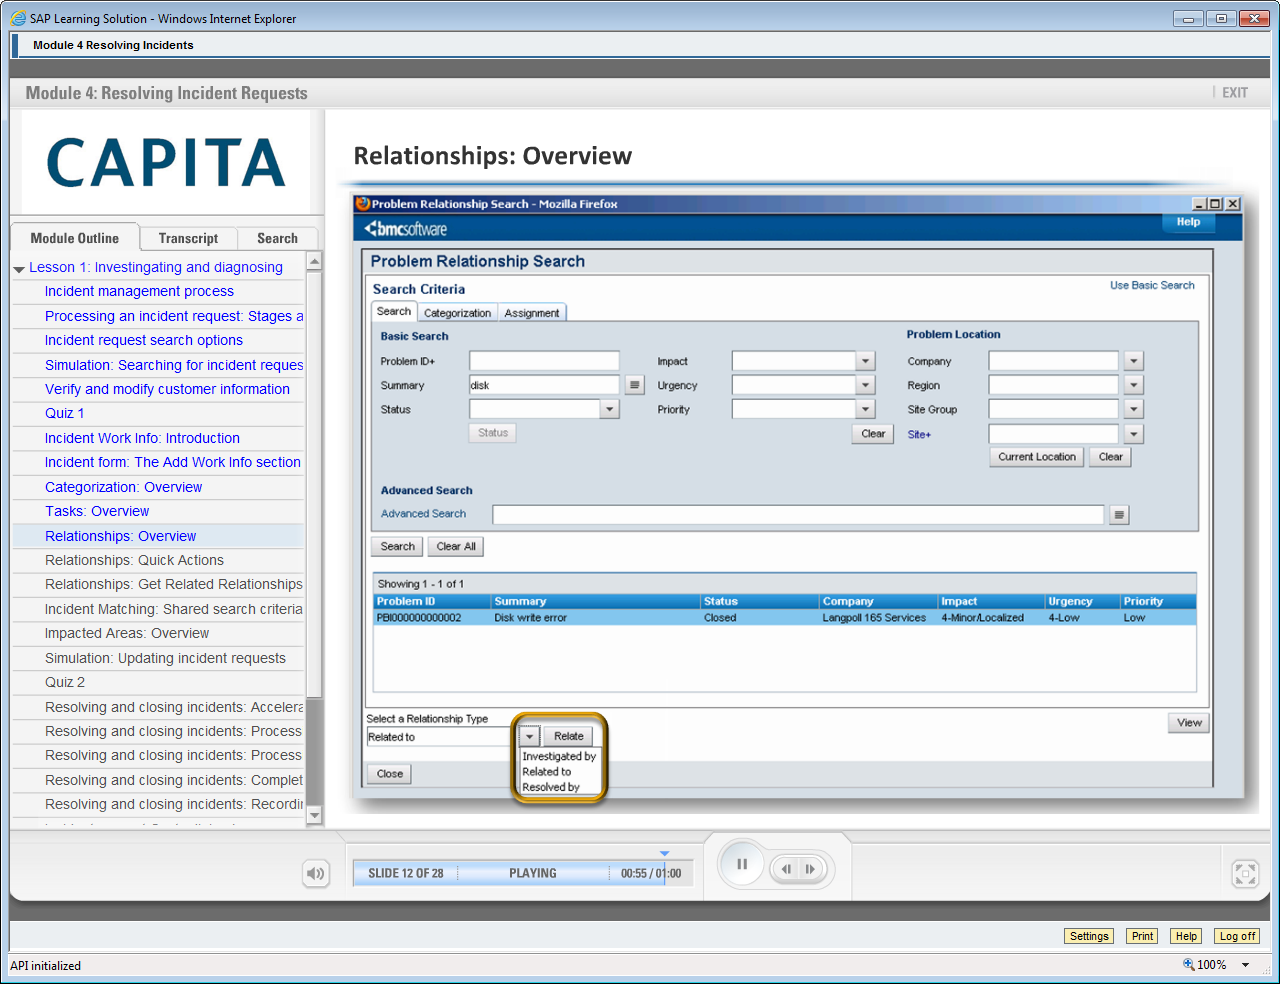 SAP Learning Solution - Windows Internet Explorer
Module 4 Resolving Incidents
Module 4: Resolving Incident Requests
EXIT
CAPITA
Module Outline
Transcript
Search
Lesson 1: Investingating and diagnosing
Incident management process
Processing an incident request: Stages a
Incident request search options
Simulation: Searching for incident reques
Verify and modify customer information
Quiz 1
Incident Work Info: Introduction
Incident form: The Add Work Info section
Categorization: Overview
Tasks: Overview
Relationships: Overview
Relationships: Quick Actions
Relationships: Get Related Relationships
Incident Matching: Shared search criteria
Impacted Areas: Overview
Simulation: Updating incident requests
Quiz 2
Resolving and closing incidents: Accelera
Resolving and closing incidents: Process
Resolving and closing incidents: Process
Resolving and closing incidents: Complet
Resolving and closing incidents: Recordin
Relationships: Overview
Problem Relationship Search - Mozilla Firefox
bmcsoftware
Help
Problem Relationship Search
Search Criteria
Use Basic Search
Search Categorization Assignment
Basic Search
Problem Location
Problem ID+
Impact
Company
Summary disk
Urgency
Region
Status
Priority
Site Group
Status
Clear
Site+
Current Location Clear
Advanced Search
Advanced Search
Search Clear All
Showing 1 - 1 of 1
Problem ID Summary Status Company Impact Urgency Priority
PBI000000000002 Disk write error Closed Langpoll 165 Services 4-Minor/Localized 4-Low Low
Select a Relationship Type
View
Related to
Relate
Investigated by
Related to
Resolved by
Close
SLIDE 12 OF 28
PLAYING
00:55 / 01:00
Settings
Print
Help
Log off
API initialized
100%